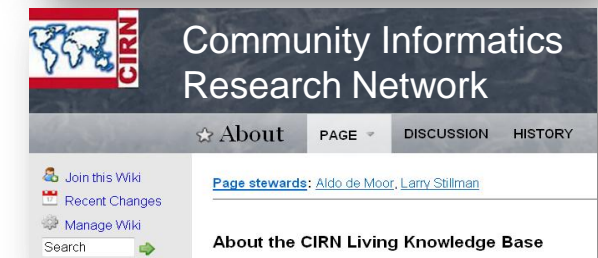 CIRN
Community Informatics
Research Network
About PAGE DISCUSSION HISTORY
Join this Wiki
Recent Changes
Manage Wiki
Search
Page stewards: Aldo de Moor, Larry Stillman
About the CIRN Living Knowledge Base